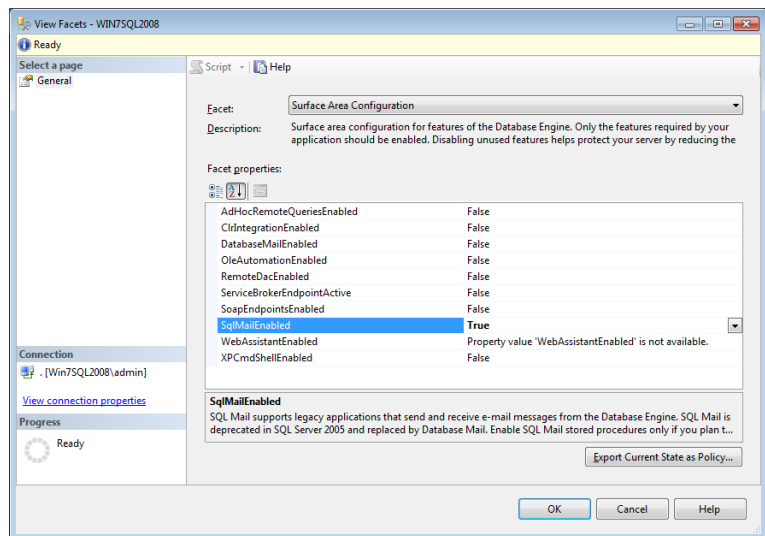 View Facets - WIN7SQL2008
Ready
Select a page
General
Script
Help
Facet:
Surface Area Configuration
Description:
Surface area configuration for features of the Database Engine. Only the features required by your
application should be enabled. Disabling unused features helps protect your server by reducing the
Facet properties:
AdHocRemoteQueriesEnabled False
ClrIntegrationEnabled False
DatabaseMailEnabled False
OleAutomationEnabled False
RemoteDacEnabled False
ServiceBrokerEndpointActive False
SoapEndpointsEnabled False
SqlMailEnabled True
WebAssistantEnabled Property value 'WebAssistantEnabled' is not available.
XPCmdShellEnabled False
SqlMailEnabled
SQL Mail supports legacy applications that send and receive e-mail messages from the Database Engine. SQL Mail is
deprecated in SQL Server 2005 and replaced by Database Mail. Enable SQL Mail stored procedures only if you plan t...
Connection
. [Win7SQL2008\admin]
View connection properties
Progress
Ready
Export Current State as Policy...
OK
Cancel
Help